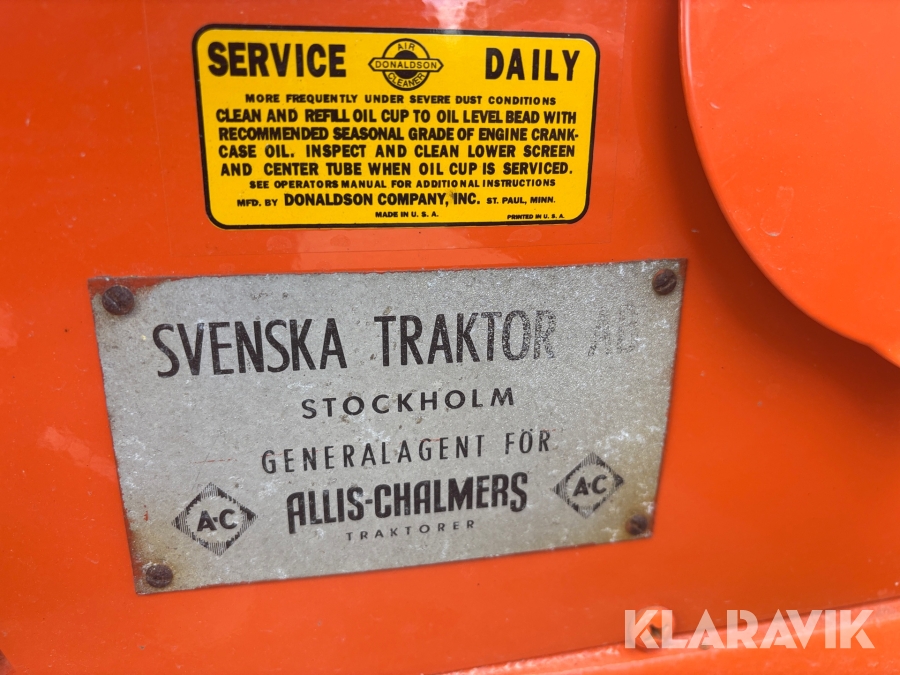 SERVICE AIR DONALDSON CLEANER DAILY
MORE FREQUENTLY UNDER SEVERE DUST CONDITIONS
CLEAN AND REFILL OIL CUP TO OIL LEVEL BEAD WITH
RECOMMENDED SEASONAL GRADE OF ENGINE CRANK-
CASE OIL. INSPECT AND CLEAN LOWER SCREEN
AND CENTER TUBE WHEN OIL CUP IS SERVICED.
SEE OPERATORS MANUAL FOR ADDITIONAL INSTRUCTIONS
MFD. BY DONALDSON COMPANY, INC. ST. PAUL, MINN.
MADE IN U. S. A. PRINTED IN U. S. A.
SVENSKA TRAKTOR AB
STOCKHOLM
GENERALAGENT FÖR
A-C ALLIS-CHALMERS A-C
TRAKTORER
KLARAVIK